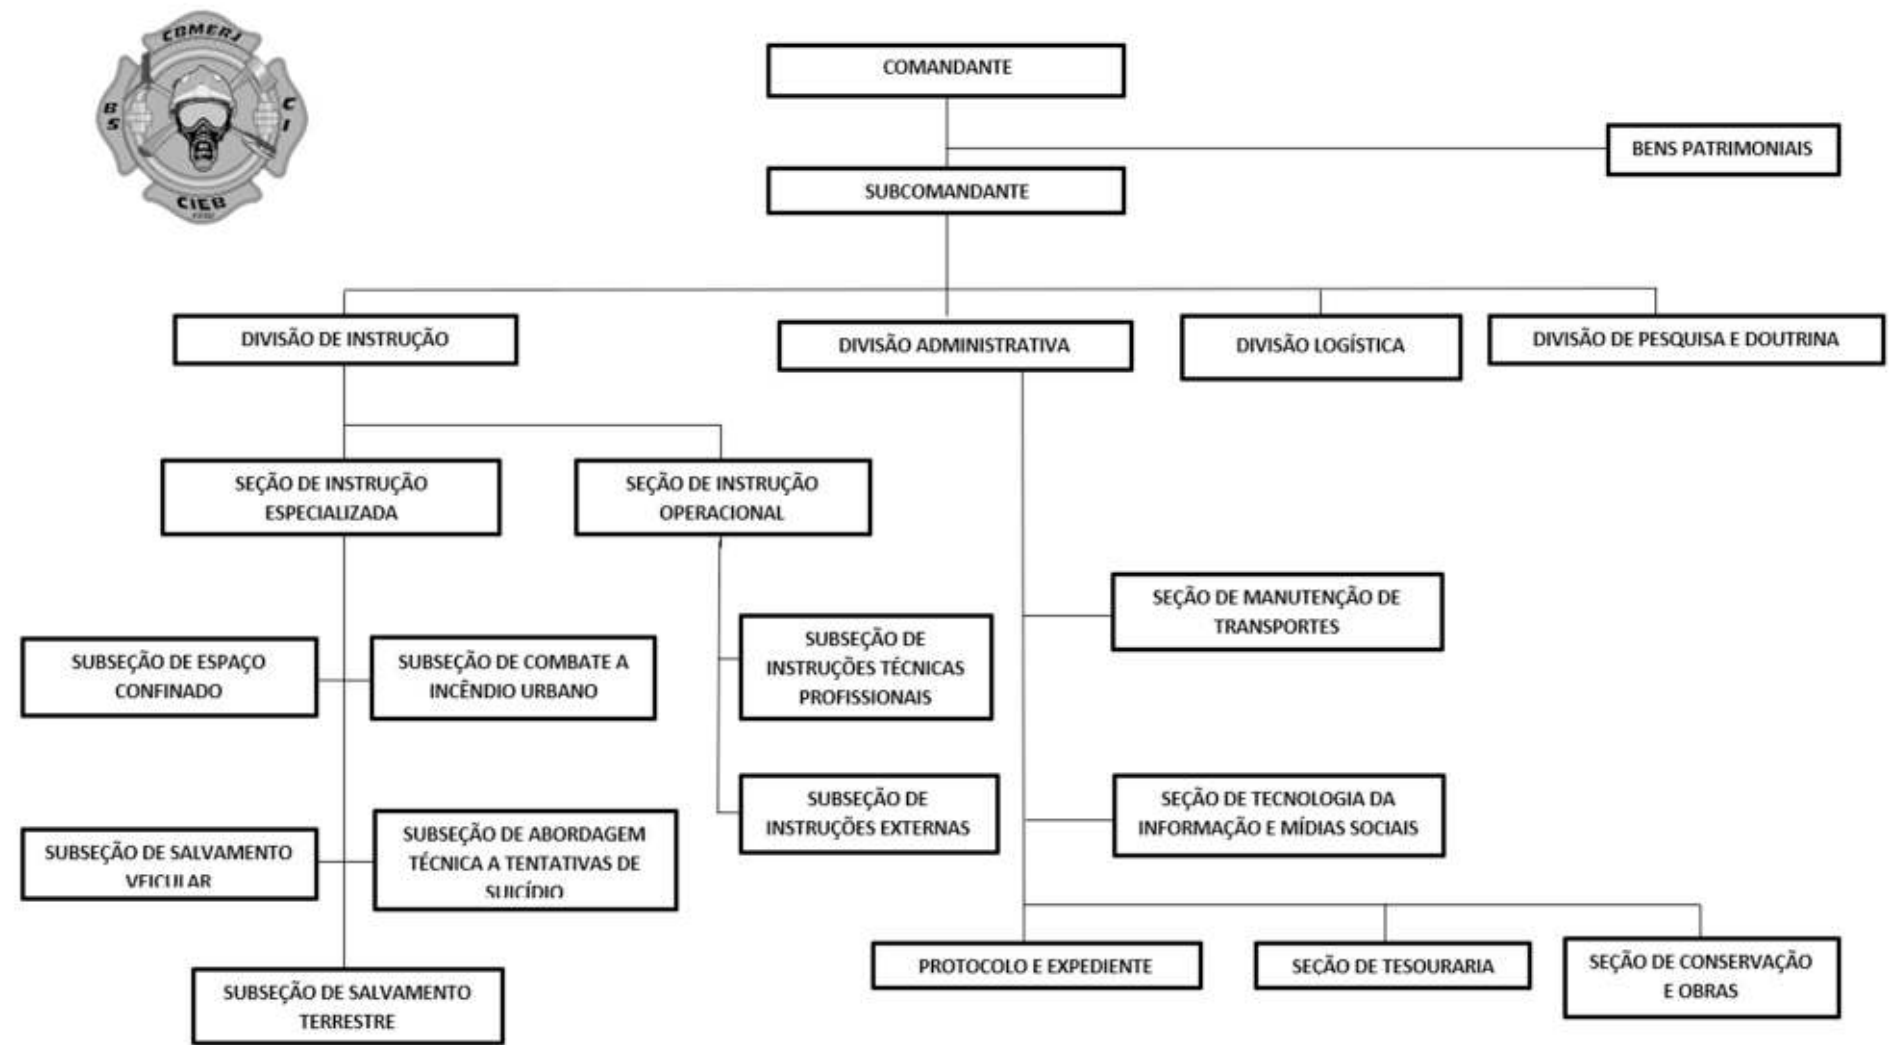 CBMERJ
BS
CI
CIEB
COMANDANTE
BENS PATRIMONIAIS
SUBCOMANDANTE
DIVISÃO DE INSTRUÇÃO
DIVISÃO ADMINISTRATIVA
DIVISÃO LOGÍSTICA
DIVISÃO DE PESQUISA E DOUTRINA
SEÇÃO DE INSTRUÇÃO
ESPECIALIZADA
SEÇÃO DE INSTRUÇÃO
OPERACIONAL
SEÇÃO DE MANUTENÇÃO DE
TRANSPORTES
SUBSEÇÃO DE ESPAÇO
CONFINADO
SUBSEÇÃO DE COMBATE A
INCÊNDIO URBANO
SUBSEÇÃO DE
INSTRUÇÕES TÉCNICAS
PROFISSIONAIS
SUBSEÇÃO DE
INSTRUÇÕES EXTERNAS
SEÇÃO DE TECNOLOGIA DA
INFORMAÇÃO E MÍDIAS SOCIAIS
SUBSEÇÃO DE SALVAMENTO
VEICULAR
SUBSEÇÃO DE ABORDAGEM
TÉCNICA A TENTATIVAS DE
SUICÍDIO
PROTOCOLO E EXPEDIENTE
SEÇÃO DE TESOURARIA
SEÇÃO DE CONSERVAÇÃO
E OBRAS
SUBSEÇÃO DE SALVAMENTO
TERRESTRE